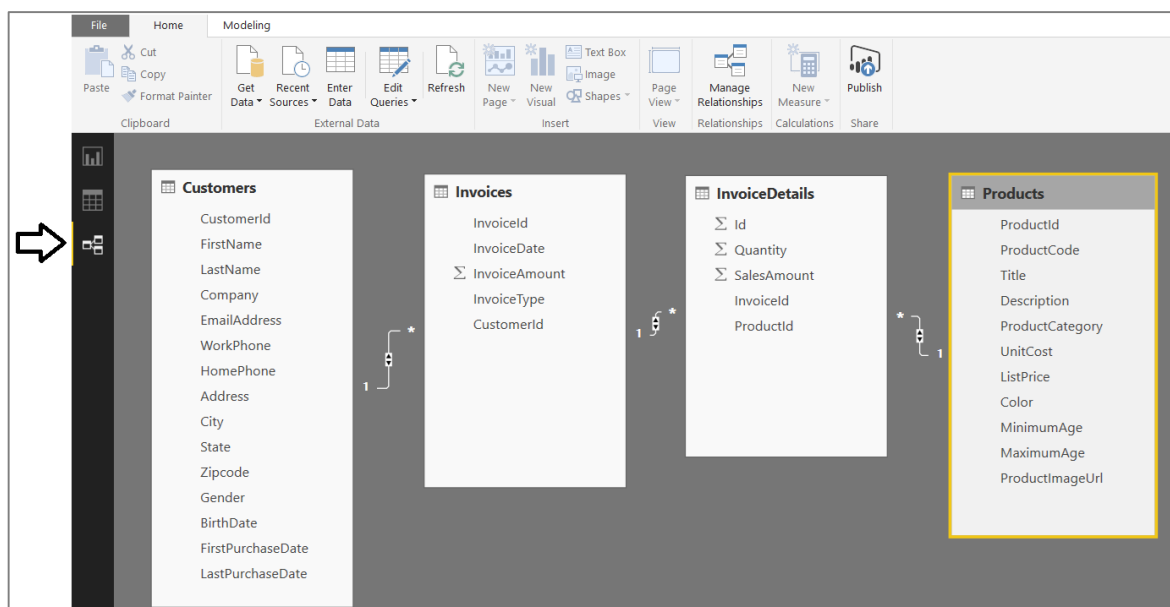 File Home Modeling
Paste
Cut
Copy
Format Painter
Clipboard
Get Data
Recent Sources
Enter Data
Edit Queries
Refresh
External Data
New Page
New Visual
Text Box
Image
Shapes
Insert
Page View
View
Manage Relationships
Relationships
New Measure
Calculations
Publish
Share
Customers
CustomerId
FirstName
LastName
Company
EmailAddress
WorkPhone
HomePhone
Address
City
State
Zipcode
Gender
BirthDate
FirstPurchaseDate
LastPurchaseDate
1
*
Invoices
InvoiceId
InvoiceDate
Σ InvoiceAmount
InvoiceType
CustomerId
1
*
InvoiceDetails
Σ Id
Σ Quantity
Σ SalesAmount
InvoiceId
ProductId
*
1
Products
ProductId
ProductCode
Title
Description
ProductCategory
UnitCost
ListPrice
Color
MinimumAge
MaximumAge
ProductImageUrl